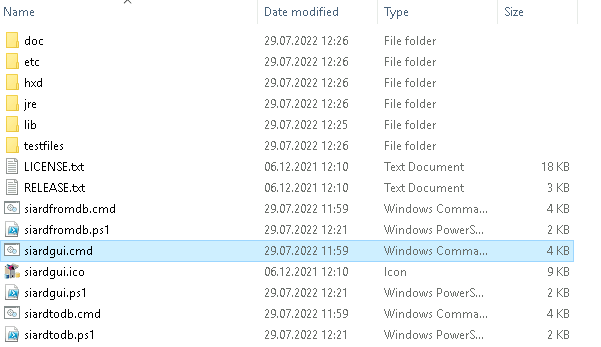 Name Date modified Type Size
doc 29.07.2022 12:26 File folder
etc 29.07.2022 12:26 File folder
hxd 29.07.2022 12:26 File folder
jre 29.07.2022 12:26 File folder
lib 29.07.2022 12:25 File folder
testfiles 29.07.2022 12:26 File folder
LICENSE.txt 06.12.2021 12:10 Text Document 18 KB
RELEASE.txt 06.12.2021 12:10 Text Document 3 KB
siardfromdb.cmd 29.07.2022 11:59 Windows Comma... 4 KB
siardfromdb.ps1 29.07.2022 12:21 Windows PowerS... 2 KB
siardgui.cmd 29.07.2022 11:59 Windows Comma... 4 KB
siardgui.ico 06.12.2021 12:10 Icon 9 KB
siardgui.ps1 29.07.2022 12:21 Windows PowerS... 2 KB
siardtodb.cmd 29.07.2022 11:59 Windows Comma... 4 KB
siardtodb.ps1 29.07.2022 12:21 Windows PowerS... 2 KB